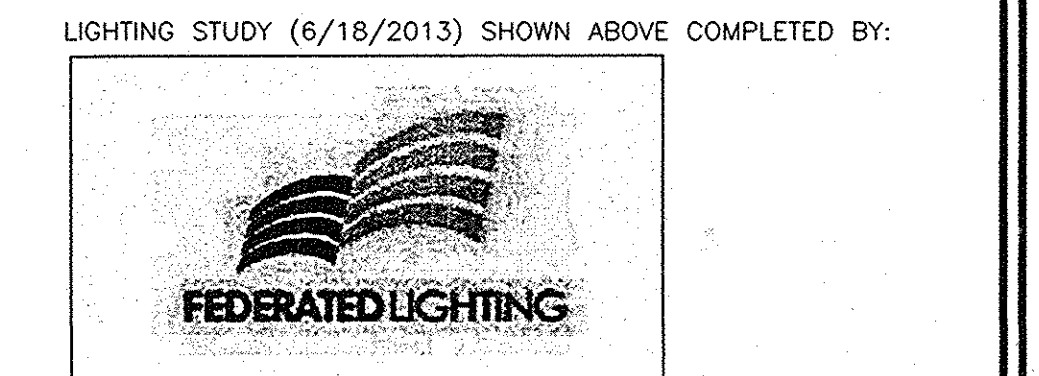 LIGHTING STUDY (6/18/2013) SHOWN ABOVE COMPLETED BY:
FEDERATED LIGHTING